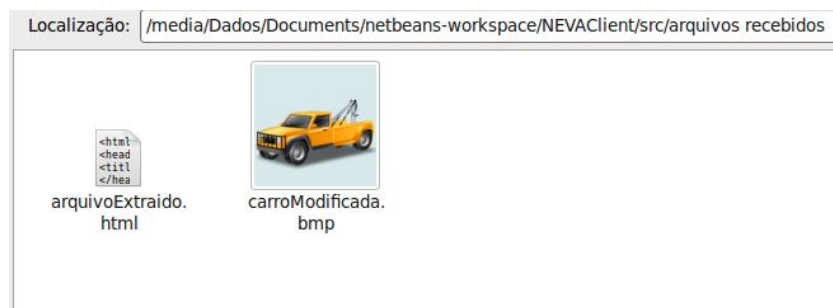 Localização: /media/Dados/Documents/netbeans-workspace/NEVAClient/src/arquivos recebidos
<html
<head
<titl
</hea
arquivoExtraido.
html
carroModificada.
bmp